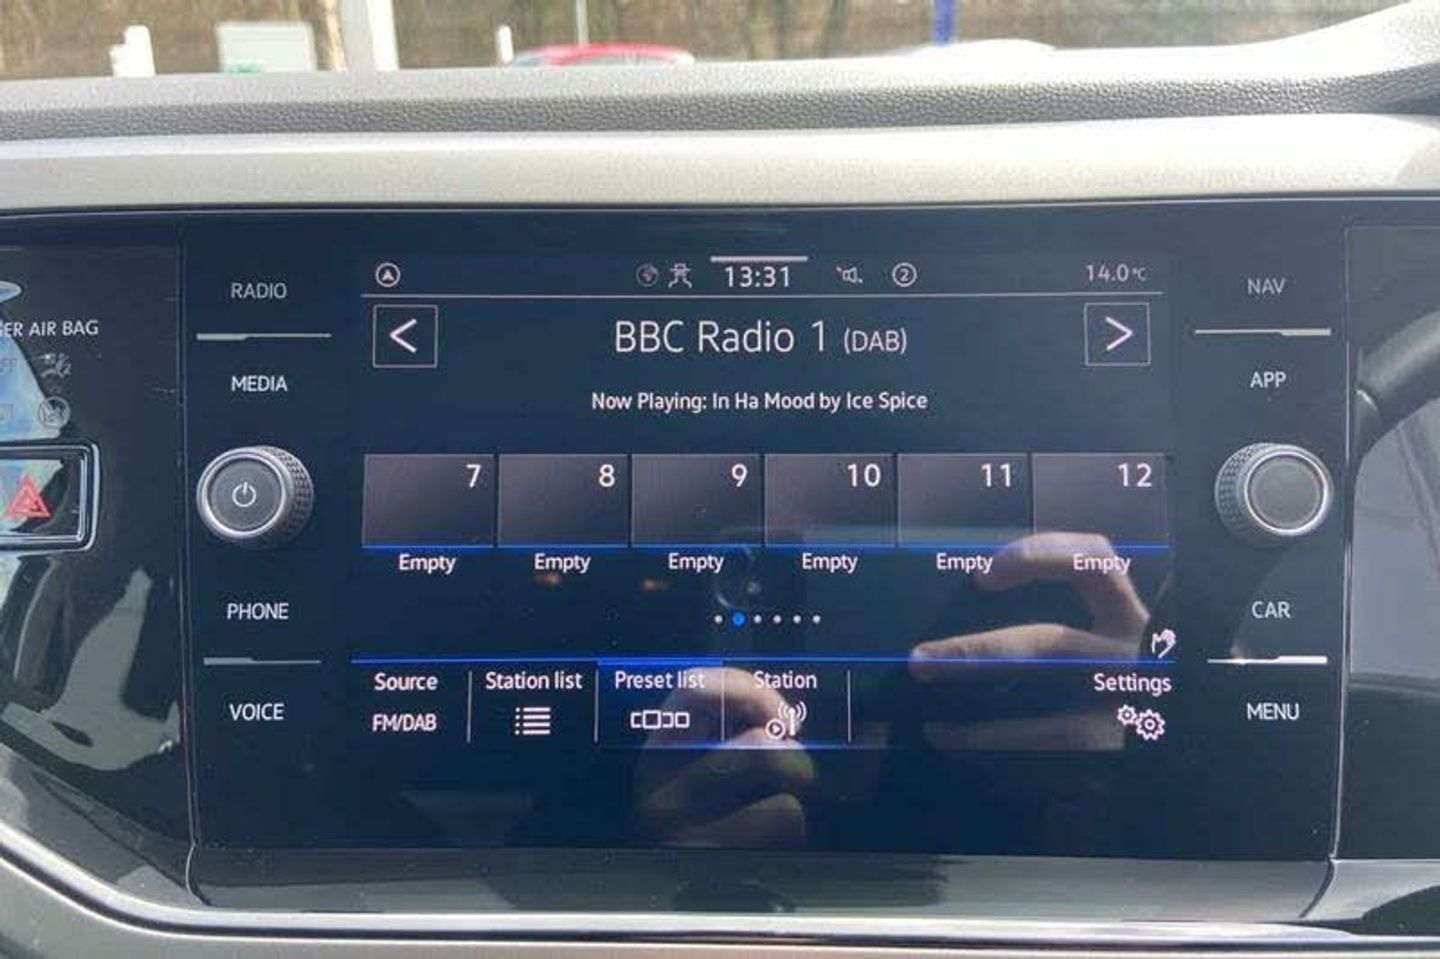 13:31
2
14.0°C
RADIO
NAV
ER AIR BAG
BBC Radio 1 (DAB)
MEDIA
APP
Now Playing: In Ha Mood by Ice Spice
7 8 9 10 11 12
Empty Empty Empty Empty Empty Empty
PHONE
CAR
Source Station list Preset list Station Settings
FM/DAB
VOICE
MENU